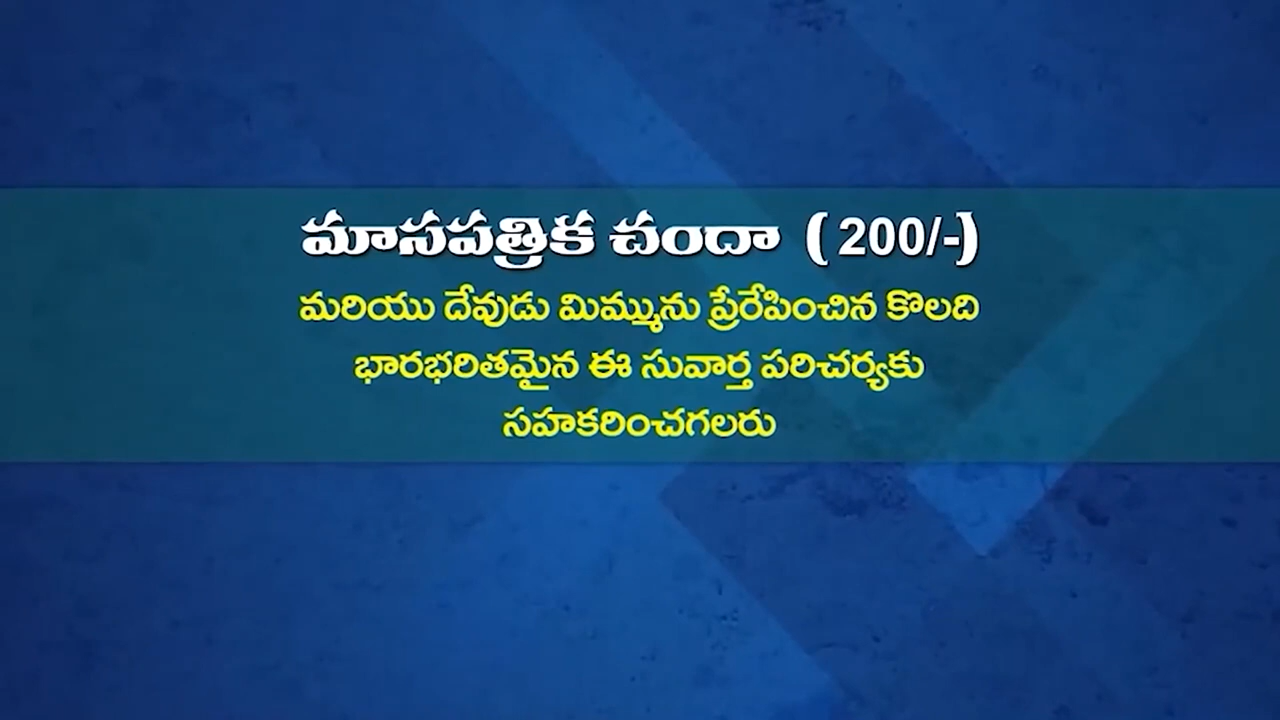 మాసపత్రిక చందా ( 200/-)
మరియు దేవుడు మిమ్మును ప్రేరేపించిన కొలది
భారభరితమైన ఈ సువార్త పరిచర్యకు
సహకరించగలరు